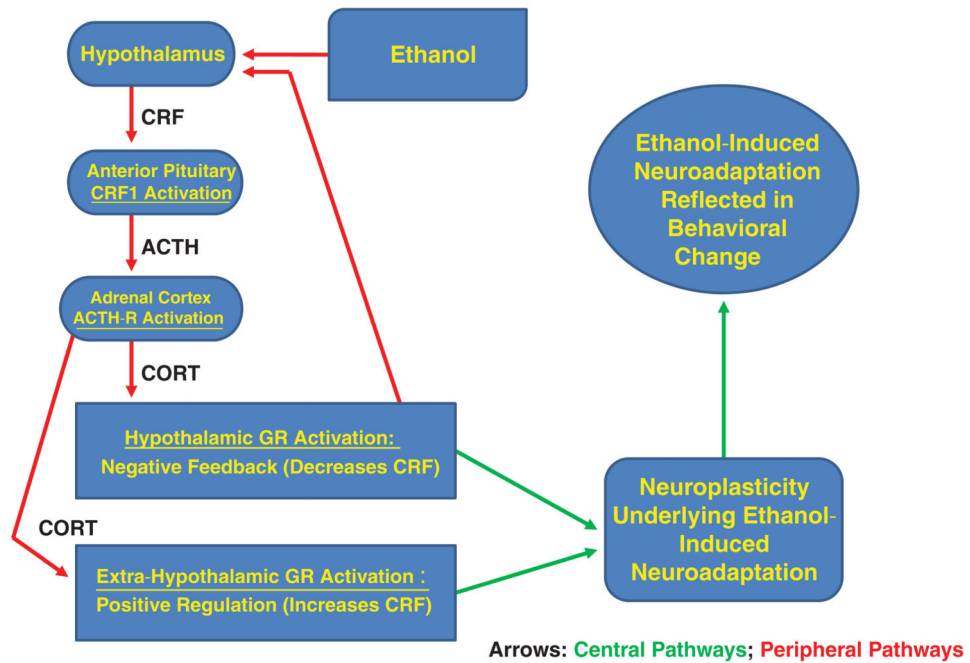 Hypothalamus
Ethanol
CRF
Anterior Pituitary
CRF1 Activation
ACTH
Adrenal Cortex
ACTH-R Activation
CORT
Hypothalamic GR Activation:
Negative Feedback (Decreases CRF)
CORT
Extra-Hypothalamic GR Activation :
Positive Regulation (Increases CRF)
Ethanol-Induced
Neuroadaptation
Reflected in
Behavioral
Change
Neuroplasticity
Underlying Ethanol-
Induced
Neuroadaptation
Arrows: Central Pathways; Peripheral Pathways